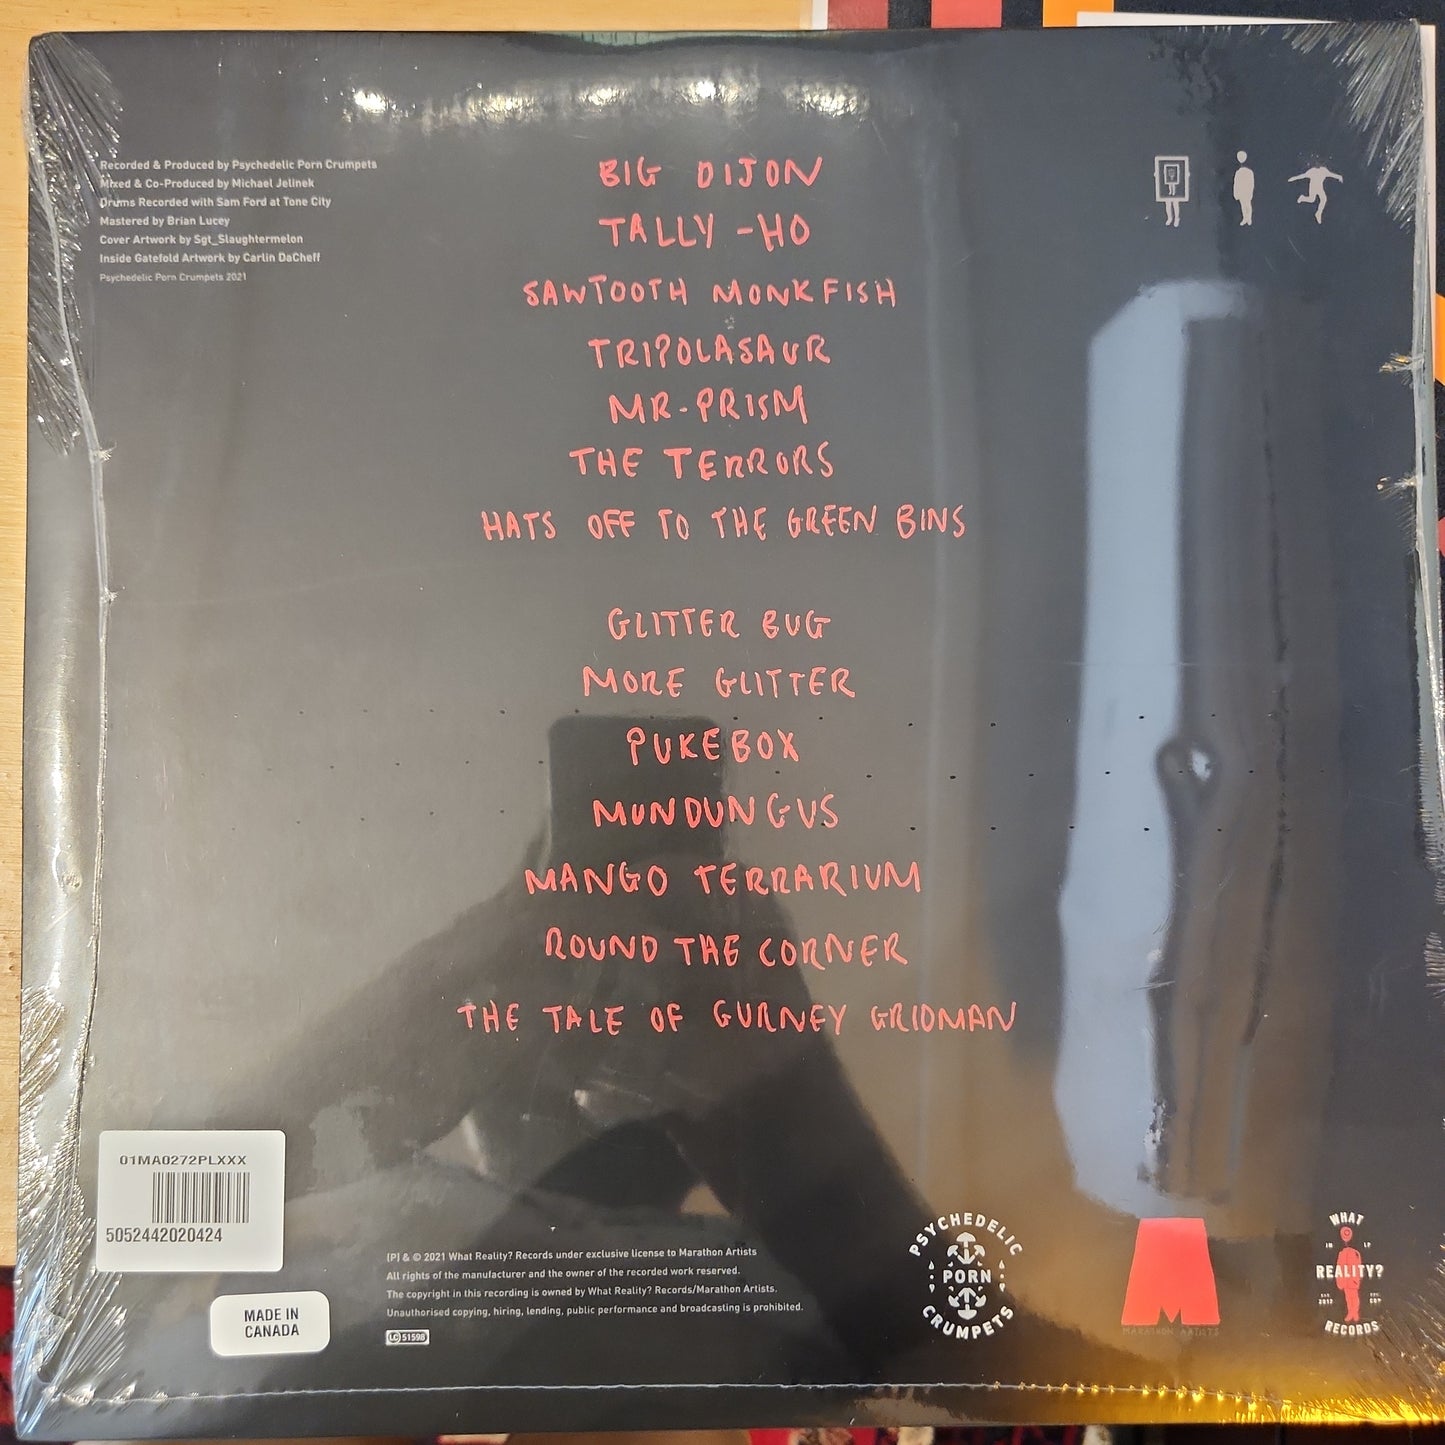 Recorded & Produced by Psychedelic Porn Crumpets
Mixed & Co-Produced by Michael Jelinek
Drums Recorded with Sam Ford at Tone City
Mastered by Brian Lucey
Cover Artwork by Sgt_Slaughtermelon
Inside Gatefold Artwork by Carlin DaCheff
Psychedelic Porn Crumpets 2021
BIG DIJON
TALLY-HO
SAWTOOTH MONKFISH
TRIPOLASAUR
MR-PRISM
THE TERRORS
HATS OFF TO THE GREEN BINS
GLITTER BUG
MORE GLITTER
PUKEBOX
MUNDUNGUS
MANGO TERRARIUM
ROUND THE CORNER
THE TALE OF GURNEY GRIDMAN
01MA0272PLXXX
5052442020424
MADE IN
CANADA
(P) & © 2021 What Reality? Records under exclusive license to Marathon Artists
All rights of the manufacturer and the owner of the recorded work reserved.
The copyright in this recording is owned by What Reality? Records/Marathon Artists.
Unauthorised copying, hiring, lending, public performance and broadcasting is prohibited.
LC 51598
PSYCHEDELIC
PORN
CRUMPETS
M
MARATHON ARTISTS
WHAT
REALITY?
RECORDS